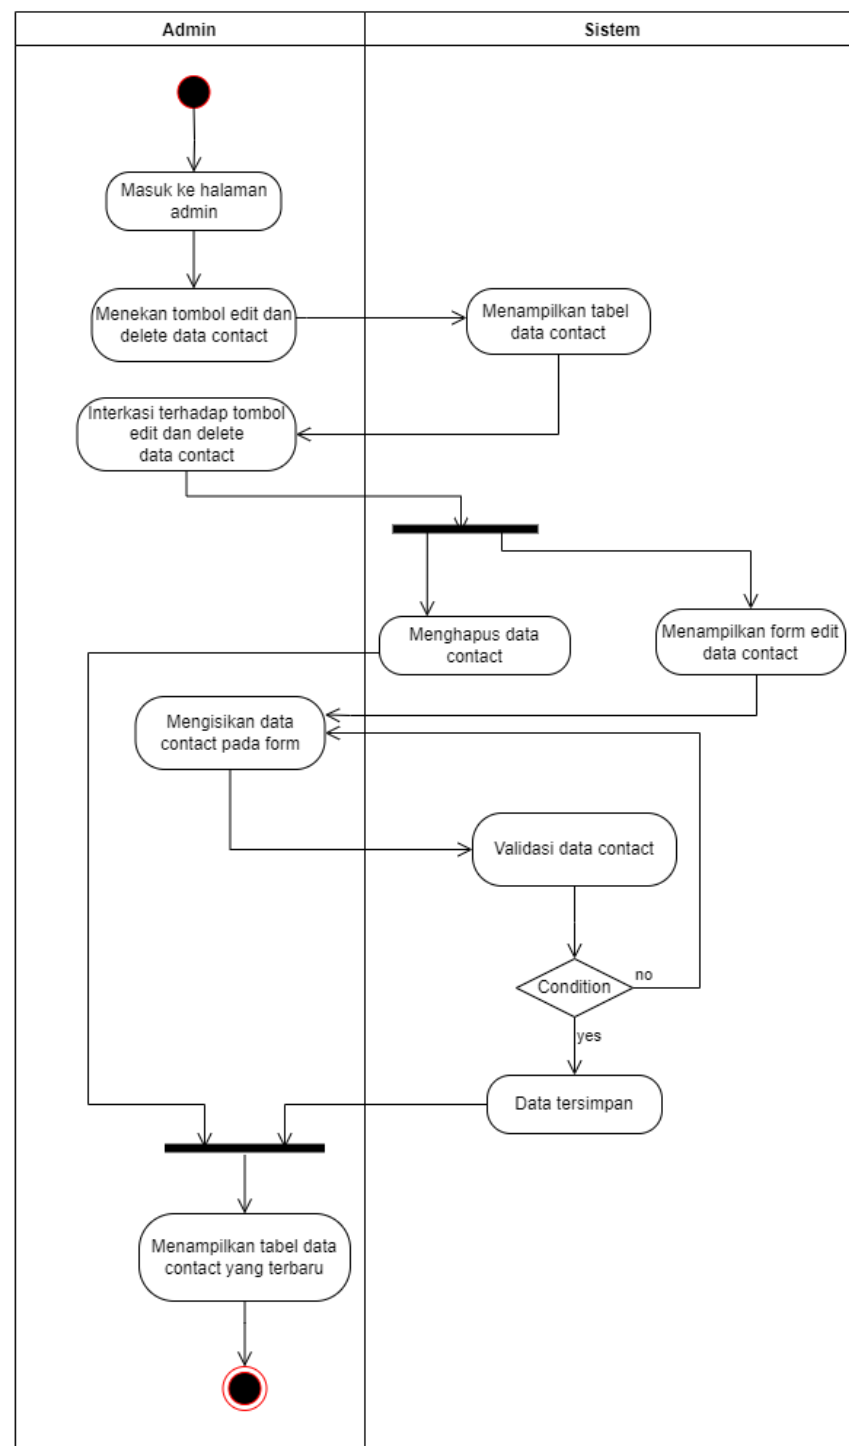 Admin
Sistem
Masuk ke halaman
admin
Menekan tombol edit dan
delete data contact
Menampilkan tabel
data contact
Interkasi terhadap tombol
edit dan delete
data contact
Menghapus data
contact
Menampilkan form edit
data contact
Mengisikan data
contact pada form
Validasi data contact
Condition
no
yes
Data tersimpan
Menampilkan tabel data
contact yang terbaru